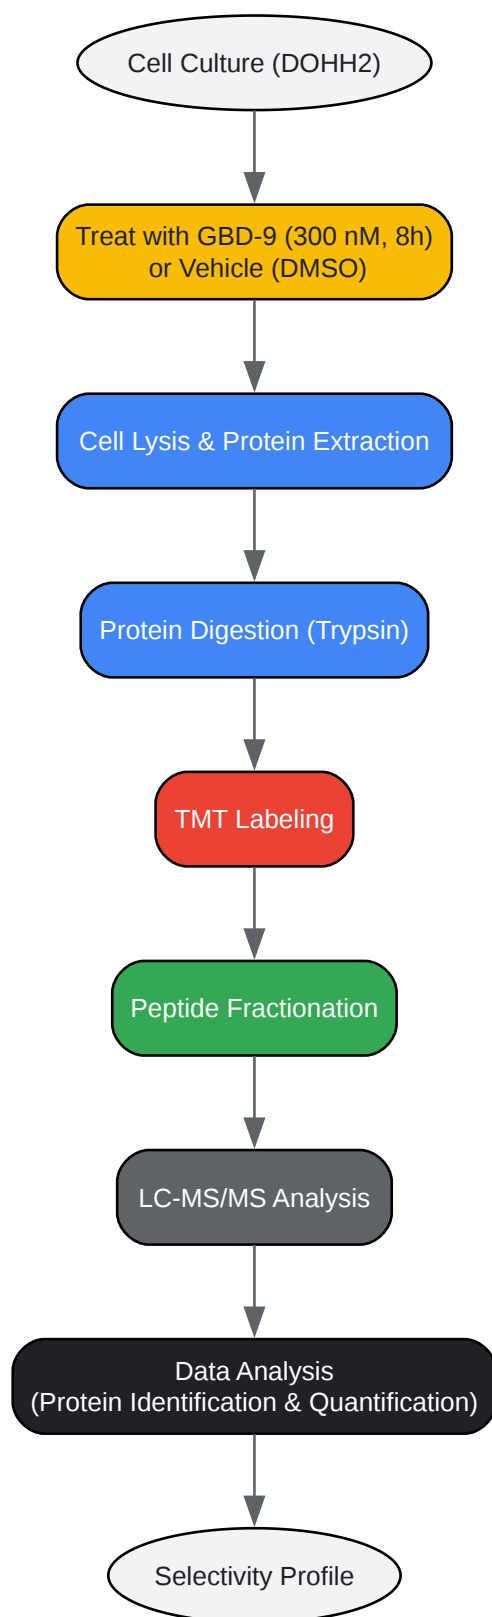 Cell Culture (DOHH2)
Treat with GBD-9 (300 nM, 8h)
or Vehicle (DMSO)
Cell Lysis & Protein Extraction
Protein Digestion (Trypsin)
TMT Labeling
Peptide Fractionation
LC-MS/MS Analysis
Data Analysis
(Protein Identification & Quantification)
Selectivity Profile